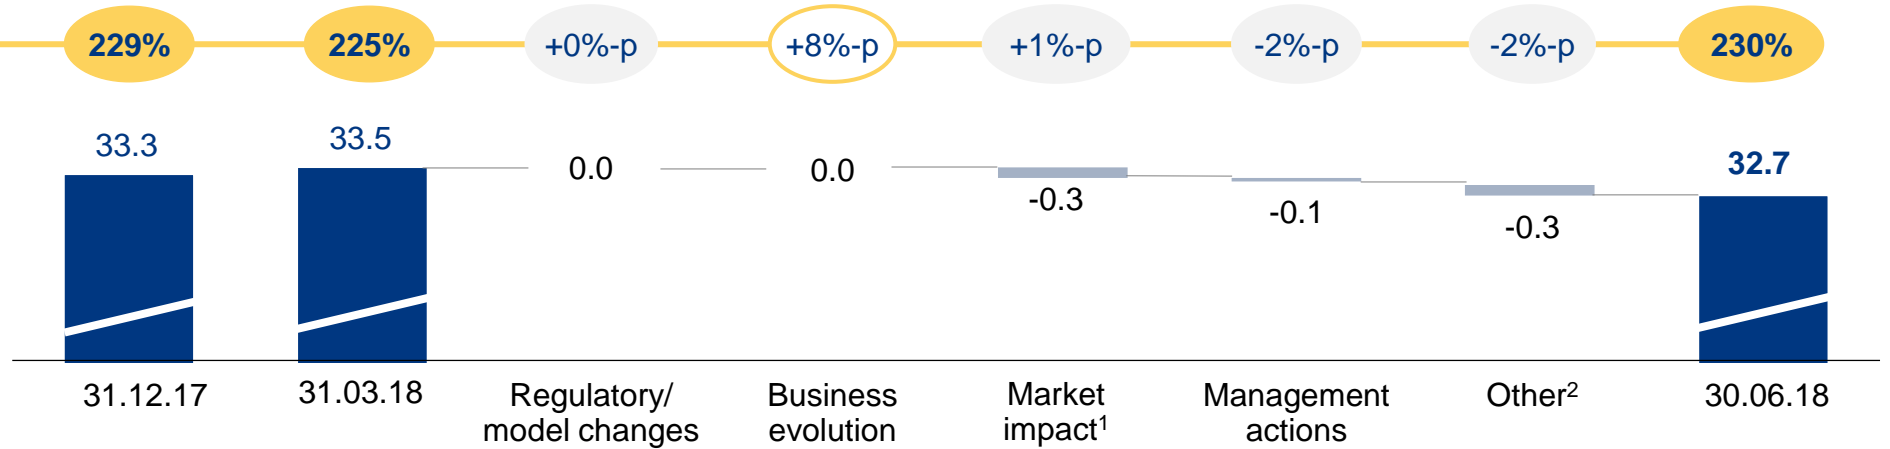 229%
225%
+0%-p
+8%-p
+1%-p
-2%-p
-2%-p
230%
33.3
33.5
0.0
0.0
-0.3
-0.1
-0.3
32.7
31.12.17
31.03.18
Regulatory/
model changes
Business
evolution
Market
impact¹
Management
actions
Other²
30.06.18